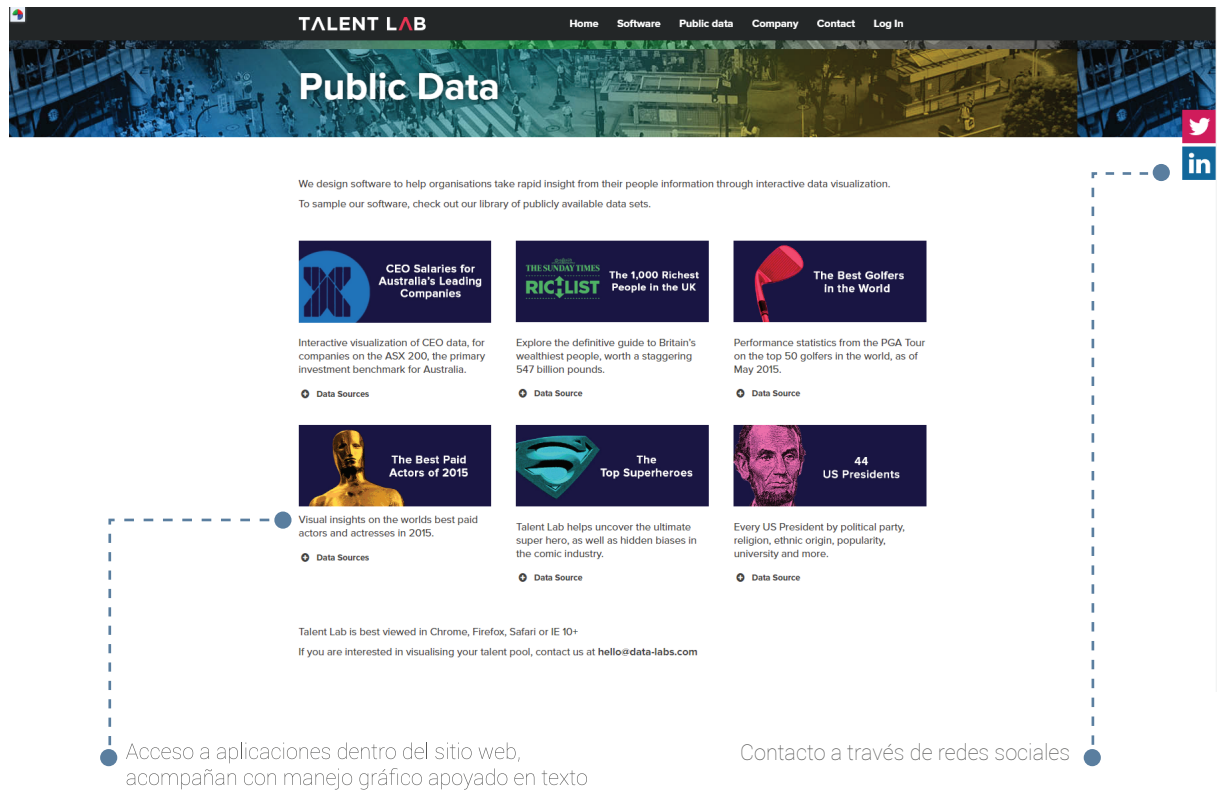 TALENT LAB
Home Software Public data Company Contact Log In
Public Data
in
We design software to help organisations take rapid insight from their people information through interactive data visualization.
To sample our software, check out our library of publicly available data sets.
CEO Salaries for
Australia's Leading
Companies
Interactive visualization of CEO data, for
companies on the ASX 200, the primary
investment benchmark for Australia.
Data Sources
THE SUNDAY TIMES
RICH LIST
The 1,000 Richest
People in the UK
Explore the definitive guide to Britain's
wealthiest people, worth a staggering
547 billion pounds.
Data Source
The Best Golfers
in the World
Performance statistics from the PGA Tour
on the top 50 golfers in the world, as of
May 2015.
Data Source
The Best Paid
Actors of 2015
Visual insights on the worlds best paid
actors and actresses in 2015.
Data Sources
The
Top Superheroes
Talent Lab helps uncover the ultimate
super hero, as well as hidden biases in
the comic industry.
Data Source
44
US Presidents
Every US President by political party,
religion, ethnic origin, popularity,
university and more.
Data Source
Talent Lab is best viewed in Chrome, Firefox, Safari or IE 10+
If you are interested in visualising your talent pool, contact us at hello@data-labs.com
Acceso a aplicaciones dentro del sitio web,
acompañan con manejo gráfico apoyado en texto
Contacto a través de redes sociales